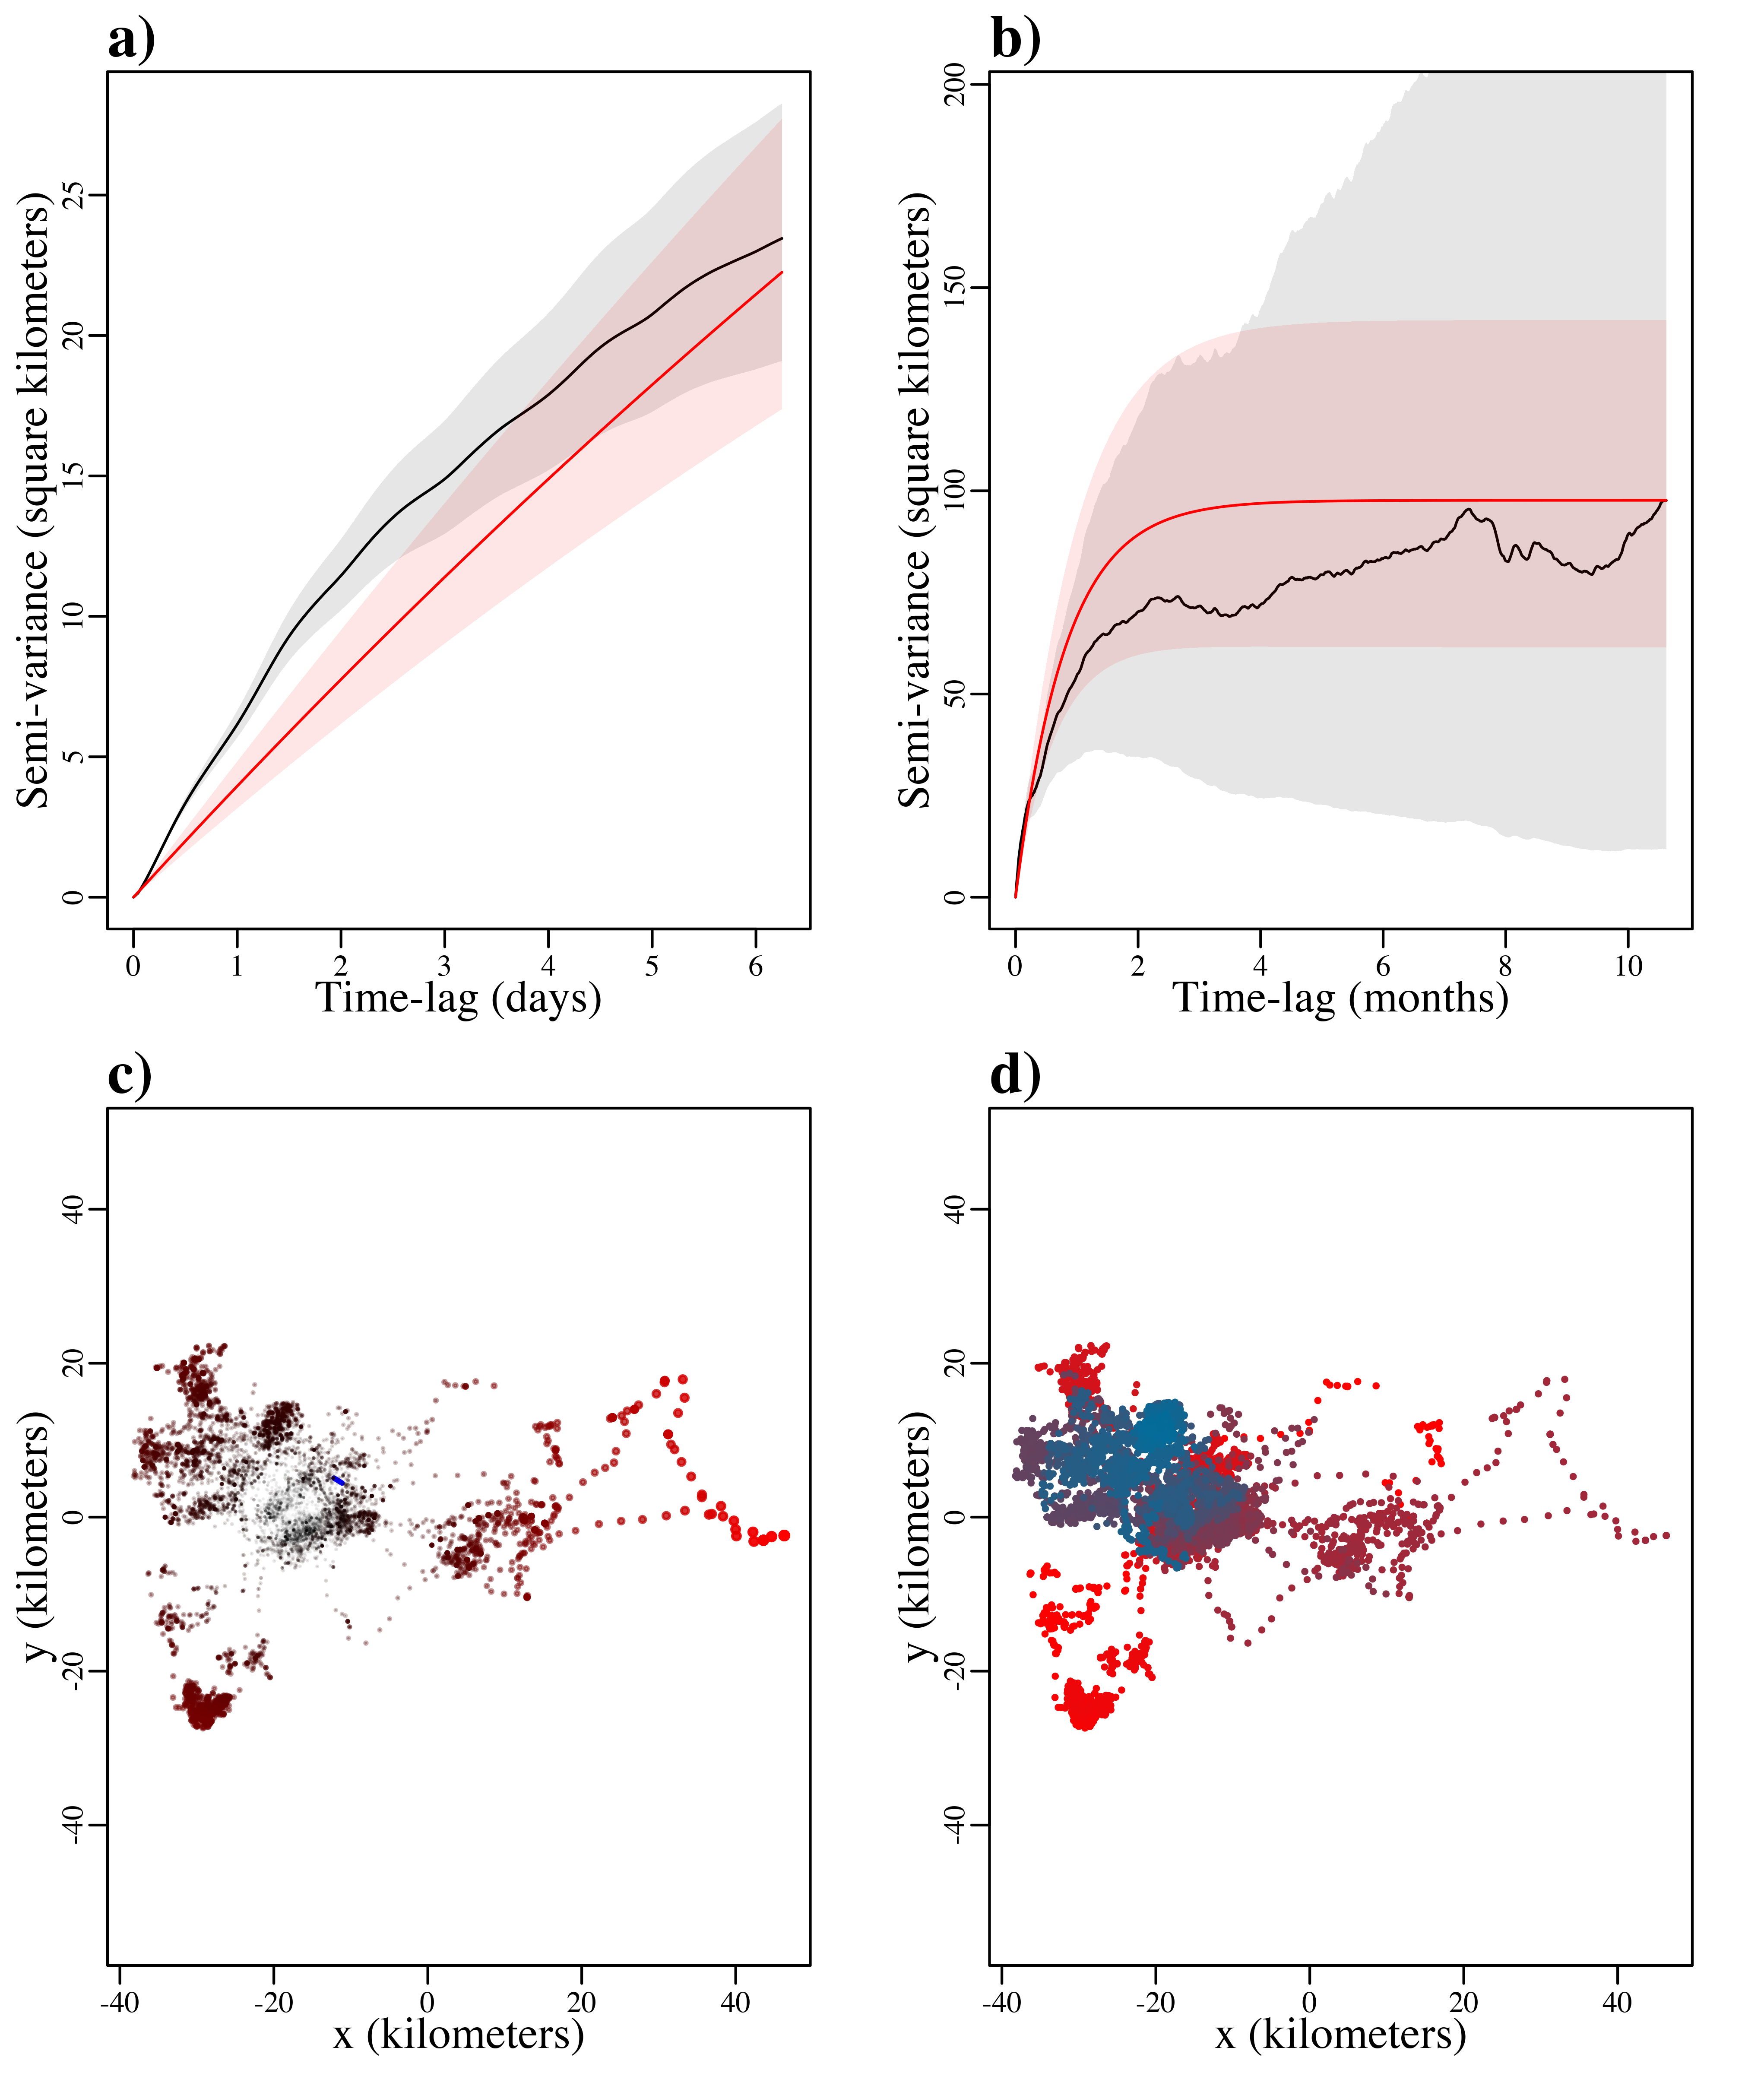 a)
Semi-variance (square kilometers)
0 5 10 15 20 25
0 1 2 3 4 5 6
Time-lag (days)
b)
Semi-variance (square kilometers)
0 50 100 150 200
0 2 4 6 8 10
Time-lag (months)
c)
y (kilometers)
-40 -20 0 20 40
-40 -20 0 20 40
x (kilometers)
d)
y (kilometers)
-40 -20 0 20 40
-40 -20 0 20 40
x (kilometers)